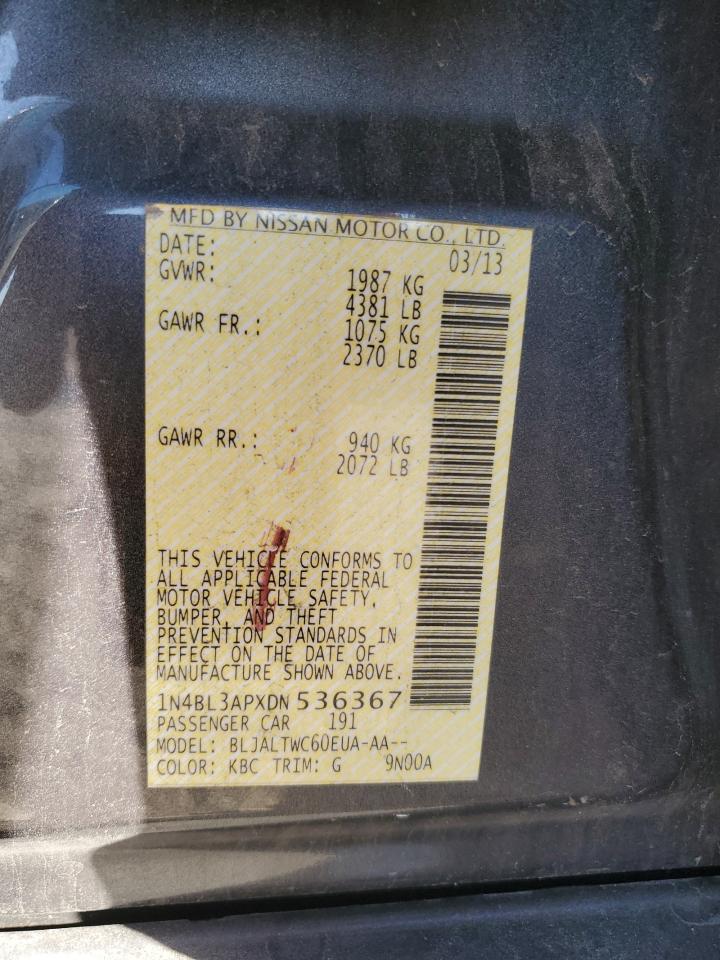 MFD BY NISSAN MOTOR CO., LTD.
DATE: 03/13
GVWR: 1987 KG
4381 LB
GAWR FR.: 1075 KG
2370 LB
GAWR RR.: 940 KG
2072 LB
THIS VEHICLE CONFORMS TO
ALL APPLICABLE FEDERAL
MOTOR VEHICLE SAFETY,
BUMPER, AND THEFT
PREVENTION STANDARDS IN
EFFECT ON THE DATE OF
MANUFACTURE SHOWN ABOVE.
1N4BL3APXDN 536367
PASSENGER CAR 191
MODEL: BLJALTWC60EUA-AA--
COLOR: KBC TRIM: G 9N00A